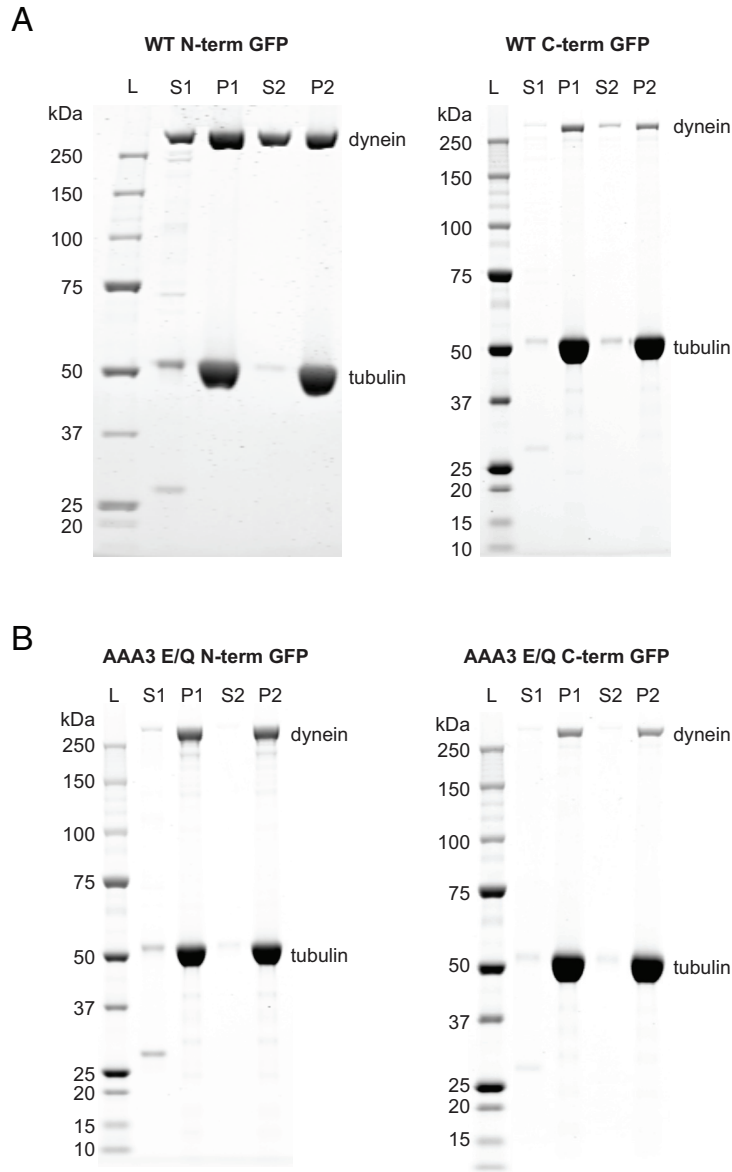 A
WT N-term GFP
L S1 P1 S2 P2
kDa
250
150
100
75
50
37
25
20
dynein
tubulin
WT C-term GFP
L S1 P1 S2 P2
kDa
250
150
100
75
50
37
25
20
15
10
dynein
tubulin
B
AAA3 E/Q N-term GFP
L S1 P1 S2 P2
kDa
250
150
100
75
50
37
25
20
15
10
dynein
tubulin
AAA3 E/Q C-term GFP
L S1 P1 S2 P2
kDa
250
150
100
75
50
37
25
20
15
dynein
tubulin